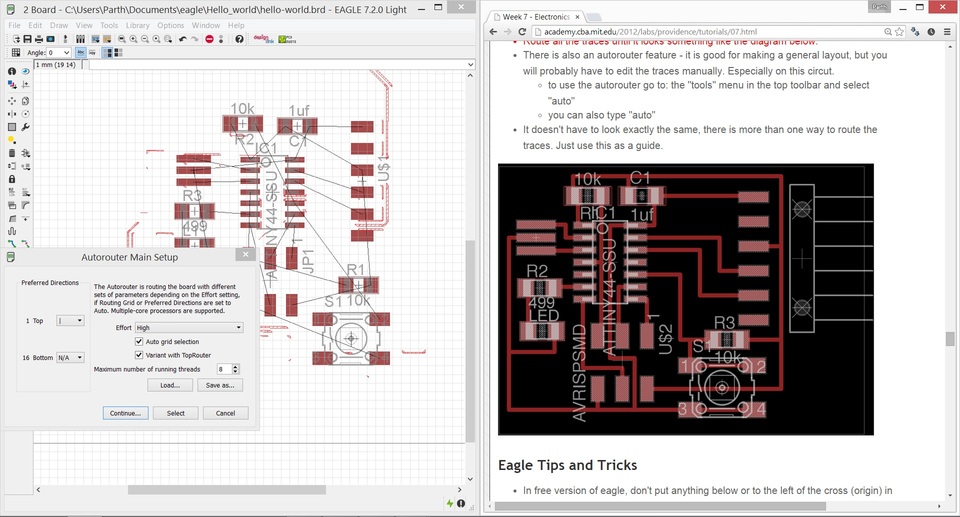 2 Board - C:\Users\Parth\Documents\eagle\Hello_world\hello-world.brd - EAGLE 7.2.0 Light
File Edit Draw View Tools Library Options Window Help
Angle: 0
1 mm (19 14)
10k
1uf
R2
IC1
C1
U$1
R3
499
ATTINY44-SSU
JP1
R1
S1 10k
Autorouter Main Setup
Preferred Directions
1 Top |
16 Bottom N/A
The Autorouter is routing the board with different
sets of parameters depending on the Effort setting,
if Routing Grid or Preferred Directions are set to
Auto. Multiple-core processors are supported.
Effort High
Auto grid selection
Variant with TopRouter
Maximum number of running threads 8
Load... Save as...
Continue... Select Cancel
Parth
Week 7 - Electronics
academy.cba.mit.edu/2012/labs/providence/tutorials/07.html
Route all the traces until it looks something like the diagram below.
There is also an autorouter feature - it is good for making a general layout, but you
will probably have to edit the traces manually. Especially on this circut.
to use the autorouter go to: the "tools" menu in the top toolbar and select
"auto"
you can also type "auto"
It doesn't have to look exactly the same, there is more than one way to route the
traces. Just use this as a guide.
10k
C1
1uf
IC1
R2
499
LED
ATTINY44-SSU
AVRISPSMD
1
U$2
R3
S1
10k
1 2
3 4
Eagle Tips and Tricks
In free version of eagle, don't put anything below or to the left of the cross (origin) in